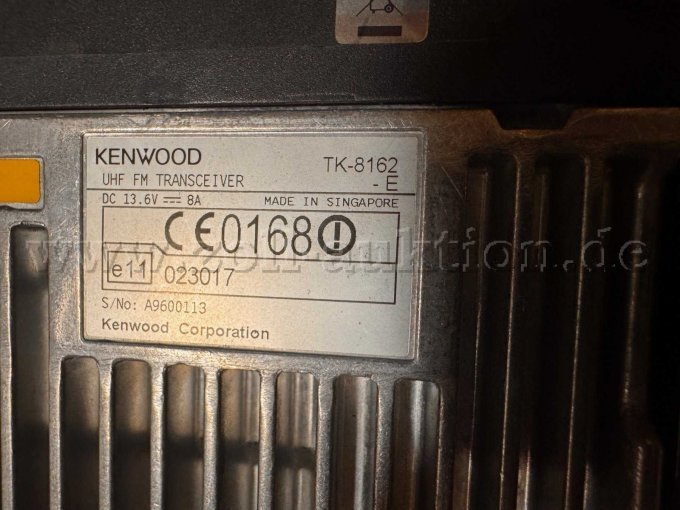 KENWOOD TK-8162
UHF FM TRANSCEIVER -E
DC 13.6V ⎓ 8A MADE IN SINGAPORE
CE0168
e11 023017
S/No: A9600113
Kenwood Corporation
www.zoll-auktion.de